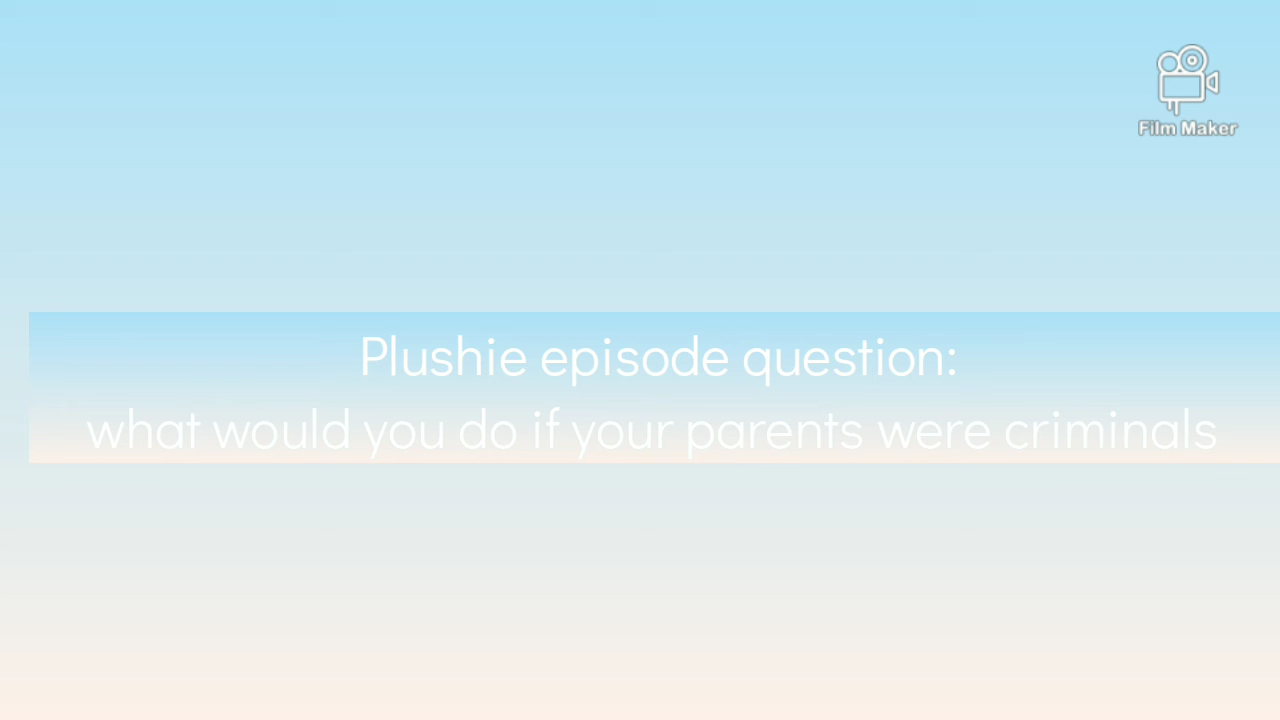 Film Maker
Plushie episode question:
what would you do if your parents were criminals